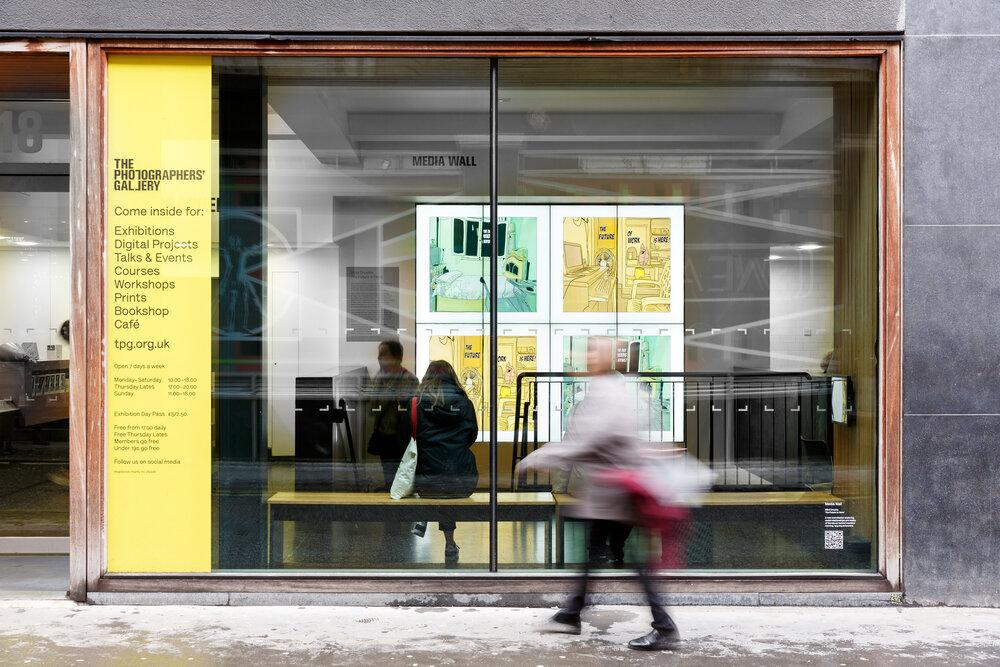 18
THE
PHOTOGRAPHERS'
GALLERY
Come inside for:
Exhibitions
Digital Projects
Talks & Events
Courses
Workshops
Prints
Bookshop
Café
tpg.org.uk
Open 7 days a week
Monday–Saturday 10.00–18.00
Thursday Lates 17.00–20.00
Sunday 11.00–18.00
Exhibition Day Pass £5/2.50
Free from 17.00 daily
Free Thursday Lates
Members go free
Under 18s go free
Follow us on social media
MEDIA WALL
THE FUTURE
OF WORK
IS HERE!
THE FUTURE
WORK
IS HERE!
Media Wall